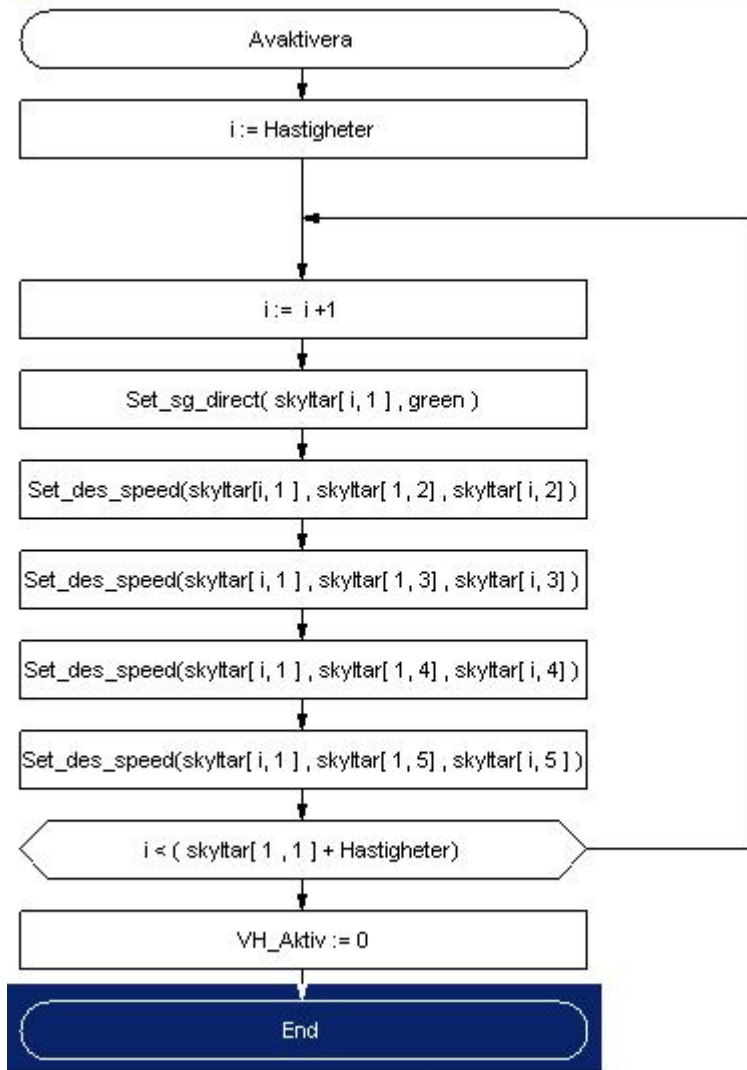 Avaktivera
i := Hastigheter
i := i +1
Set_sg_direct( skyltar[ i, 1 ] , green )
Set_des_speed(skyltar[i, 1 ] , skyltar[ 1, 2] , skyltar[ i, 2] )
Set_des_speed(skyltar[ i, 1 ] , skyltar[ 1, 3] , skyltar[ i, 3] )
Set_des_speed(skyltar[ i, 1 ] , skyltar[ 1, 4] , skyltar[ i, 4] )
Set_des_speed(skyltar[ i, 1 ] , skyltar[ 1, 5] , skyltar[ i, 5 ] )
i < ( skyltar[ 1 , 1 ] + Hastigheter)
VH_Aktiv := 0
End